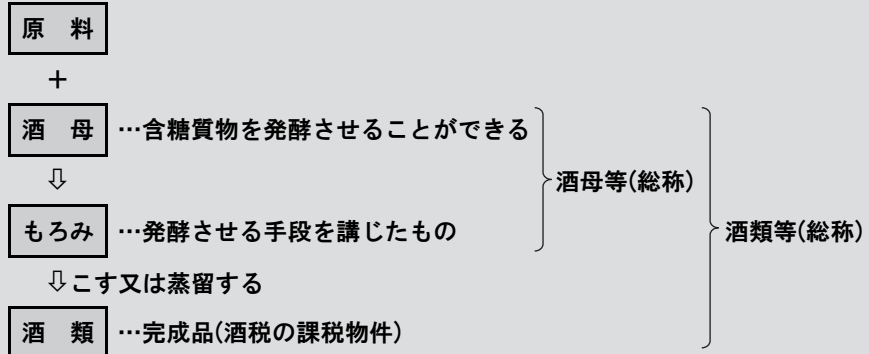 原　料
＋
酒　母 …含糖質物を発酵させることができる
⇩
酒母等(総称)
もろみ …発酵させる手段を講じたもの
酒類等(総称)
⇩こす又は蒸留する
酒　類 …完成品(酒税の課税物件)